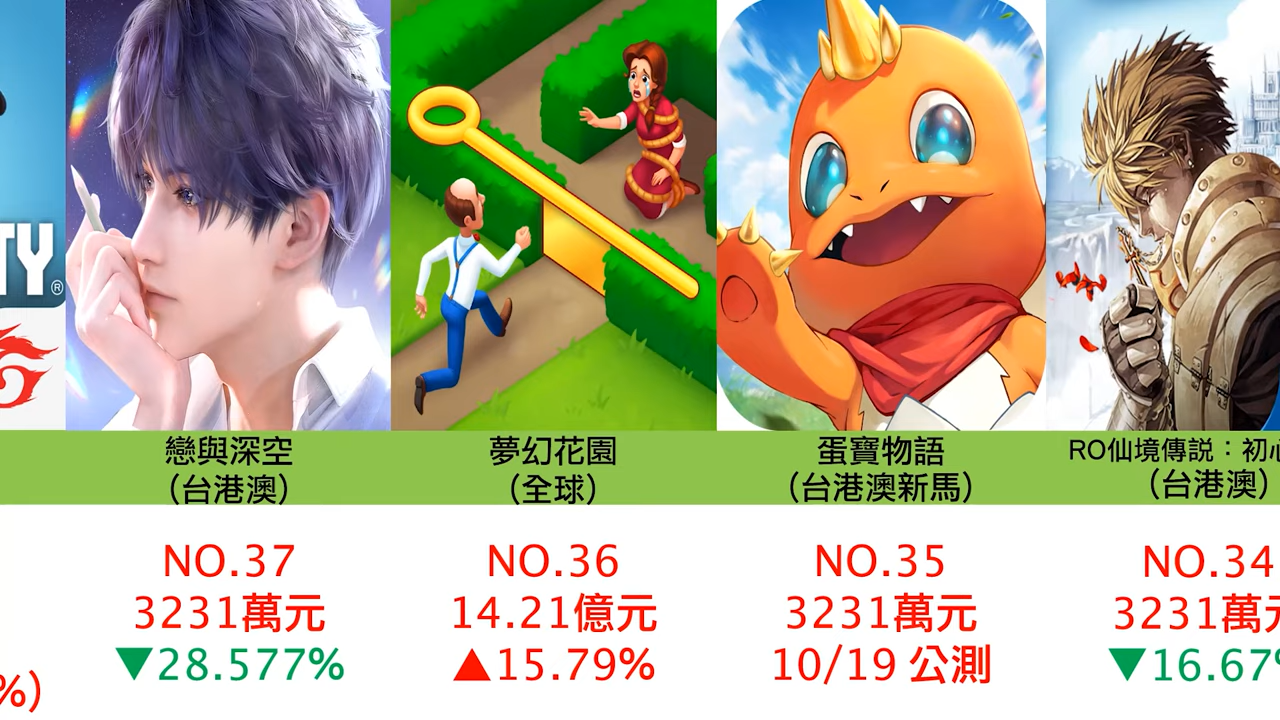 TY®
戀與深空
（台港澳）
NO.37
3231萬元
▼28.577%
夢幻花園
（全球）
NO.36
14.21億元
▲15.79%
蛋寶物語
（台港澳新馬）
NO.35
3231萬元
10/19 公測
RO仙境傳説：初心
（台港澳）
NO.34
3231萬元
▼16.67%
%)